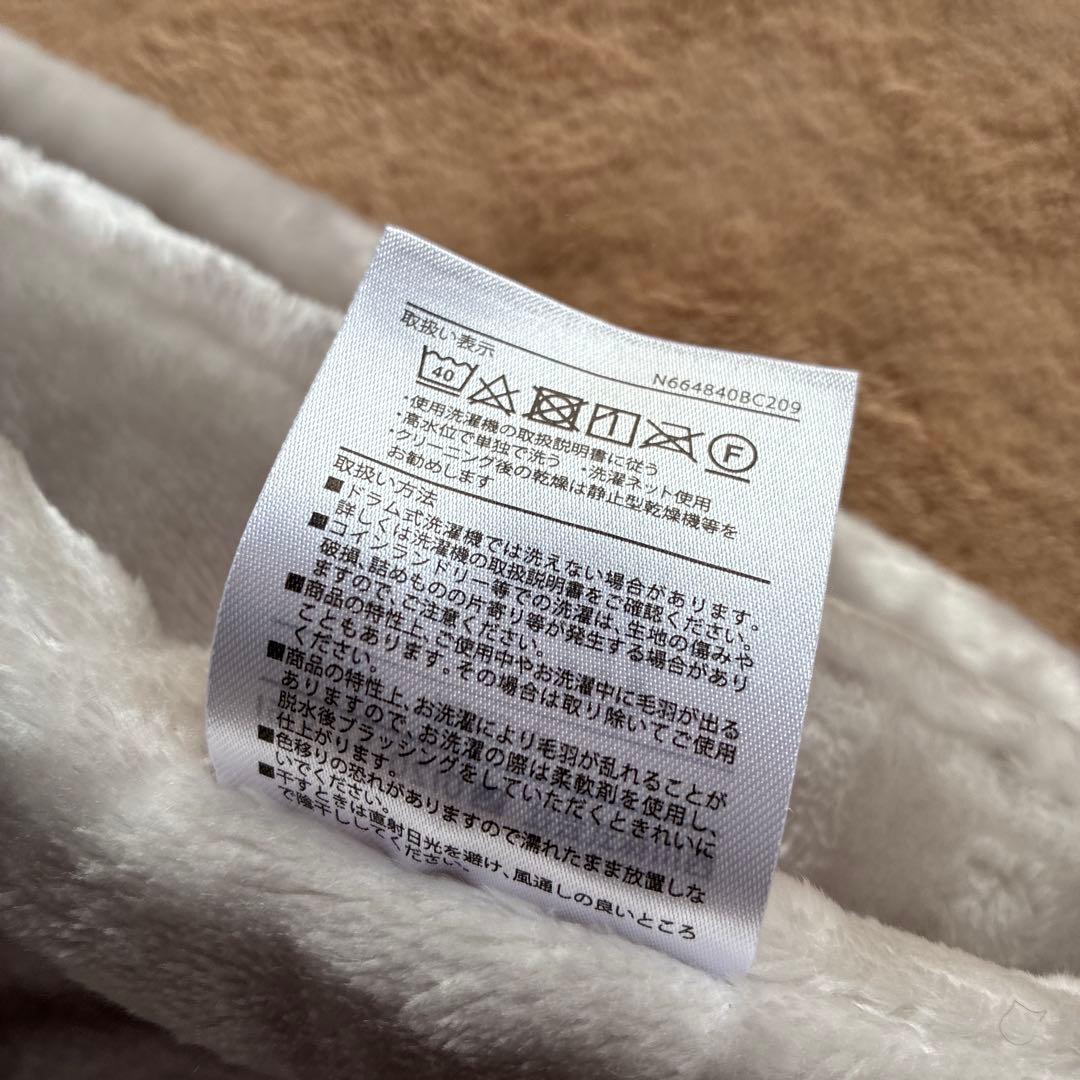 取扱い表示
N664840BC209
40
F
・使用洗濯機の取扱説明書に従う
・高水位で単独で洗う ・洗濯ネット使用
・クリーニング後の乾燥は静止型乾燥機等を
お勧めします
取扱い方法
■ドラム式洗濯機では洗えない場合があります。
詳しくは洗濯機の取扱説明書をご確認ください。
■コインランドリー等での洗濯は、生地の傷みや
破損、詰めものの片寄り等が発生する場合があり
ますので、ご注意ください。
■商品の特性上、ご使用中やお洗濯中に毛羽が出る
こともあります。その場合は取り除いてご使用
ください。
■商品の特性上、お洗濯により毛羽が乱れることが
ありますので、お洗濯の際は柔軟剤を使用し、
脱水後ブラッシングをしていただくときれいに
仕上がります。
■色移りの恐れがありますので濡れたまま放置しな
いでください。
■干すときは直射日光を避け、風通しの良いところ
で陰干ししてください。